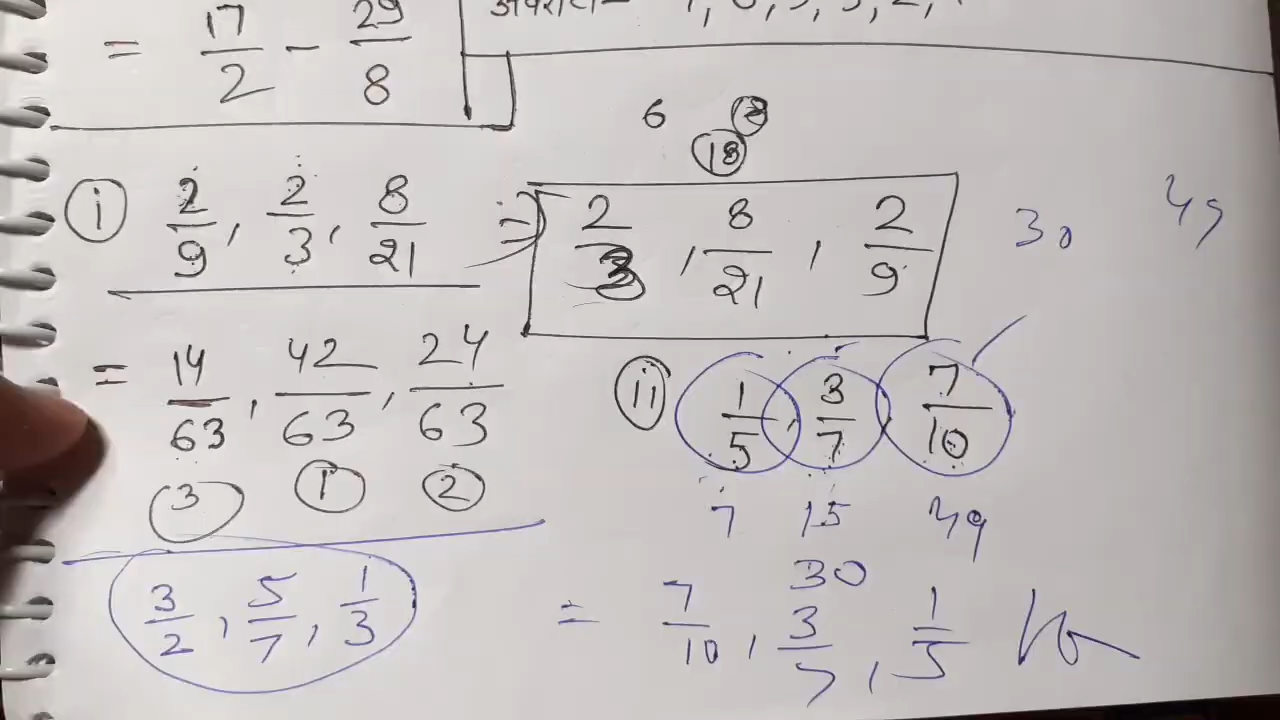 = 17/2 - 29/8
6 18
18
i 2/9, 2/3, 8/21 => 2/3, 8/21, 2/9
30 49
= 14/63, 42/63, 24/63
3 1 2
ii 1/5, 3/7, 7/10
7 15 49
30
3/2, 5/7, 1/3
= 7/10, 3/7, 1/5